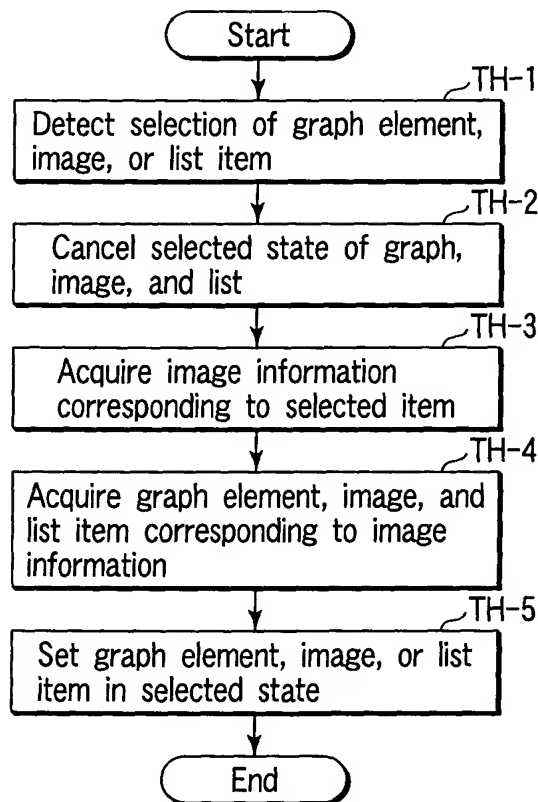 Start
TH-1
Detect selection of graph element,
image, or list item
TH-2
Cancel selected state of graph,
image, and list
TH-3
Acquire image information
corresponding to selected item
TH-4
Acquire graph element, image, and
list item corresponding to image
information
TH-5
Set graph element, image, or list
item in selected state
End